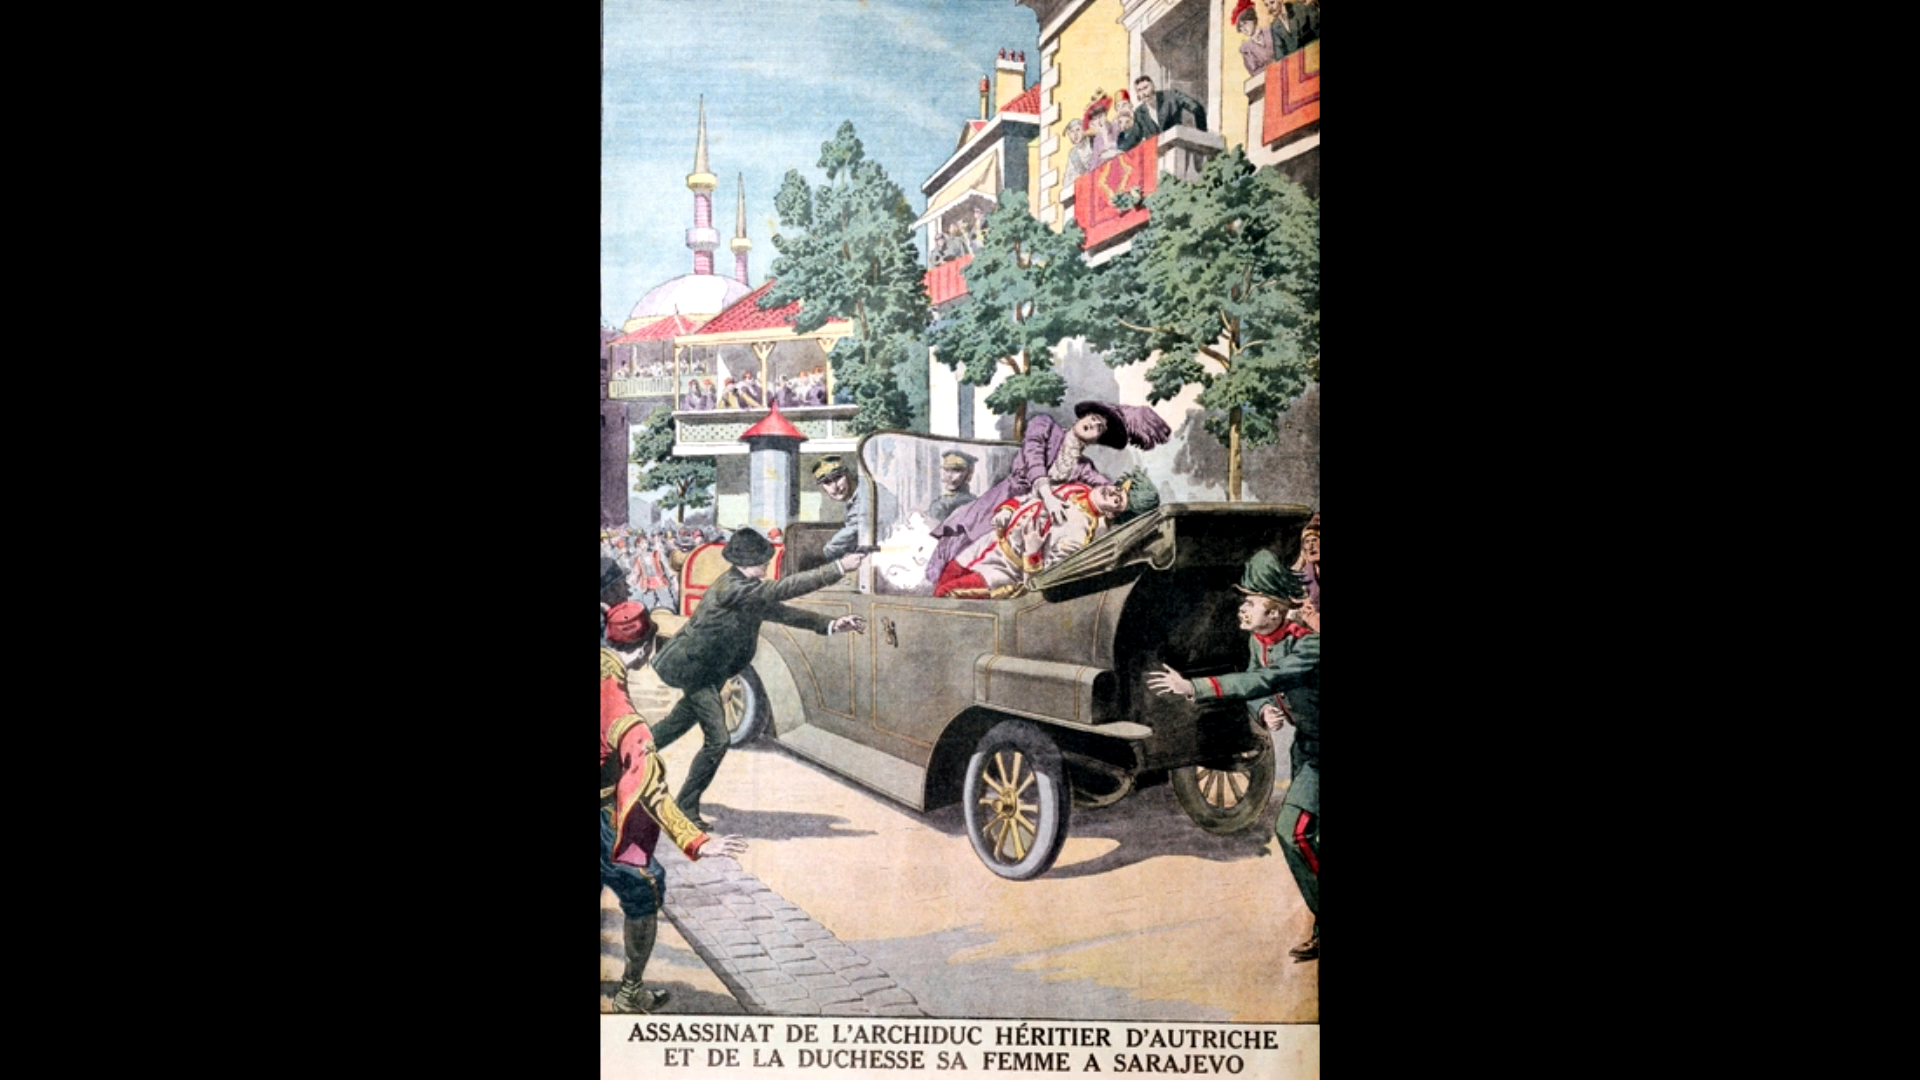 ASSASSINAT DE L'ARCHIDUC HÉRITIER D'AUTRICHE
ET DE LA DUCHESSE SA FEMME A SARAJEVO